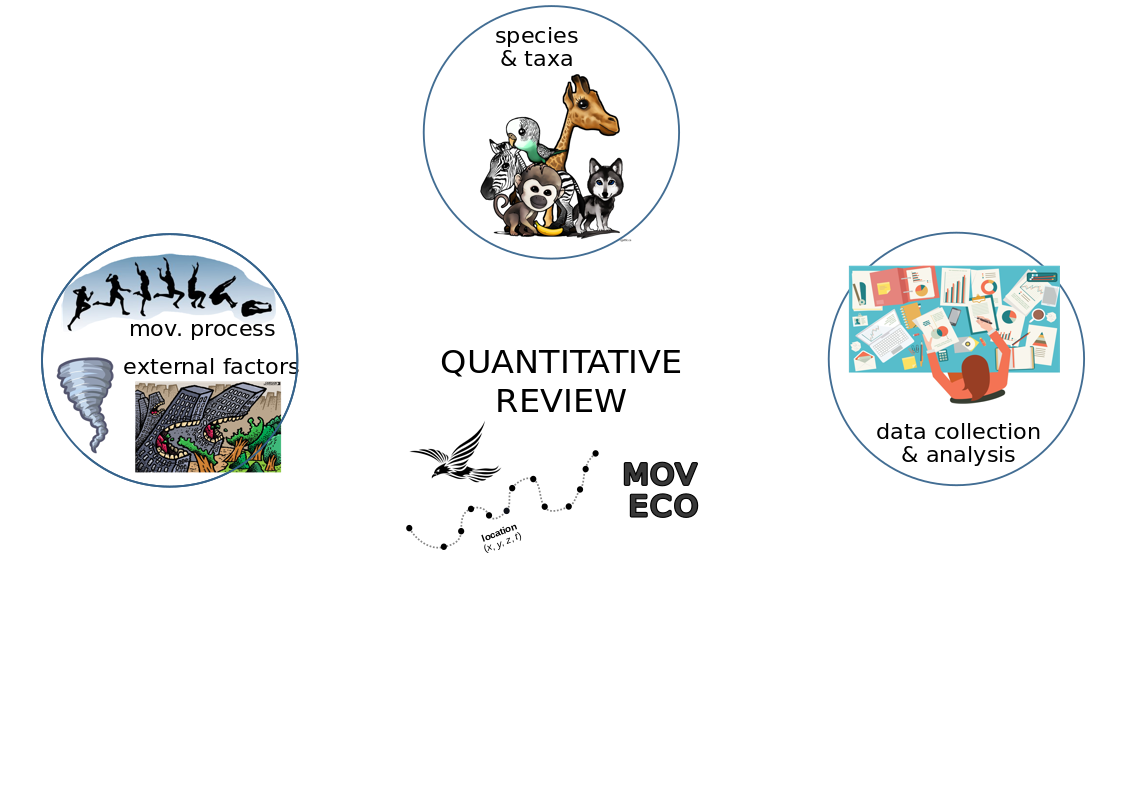 species
& taxa
mov. process
external factors
data collection
& analysis
QUANTITATIVE
REVIEW
MOV
ECO
location
(x, y, z, t)